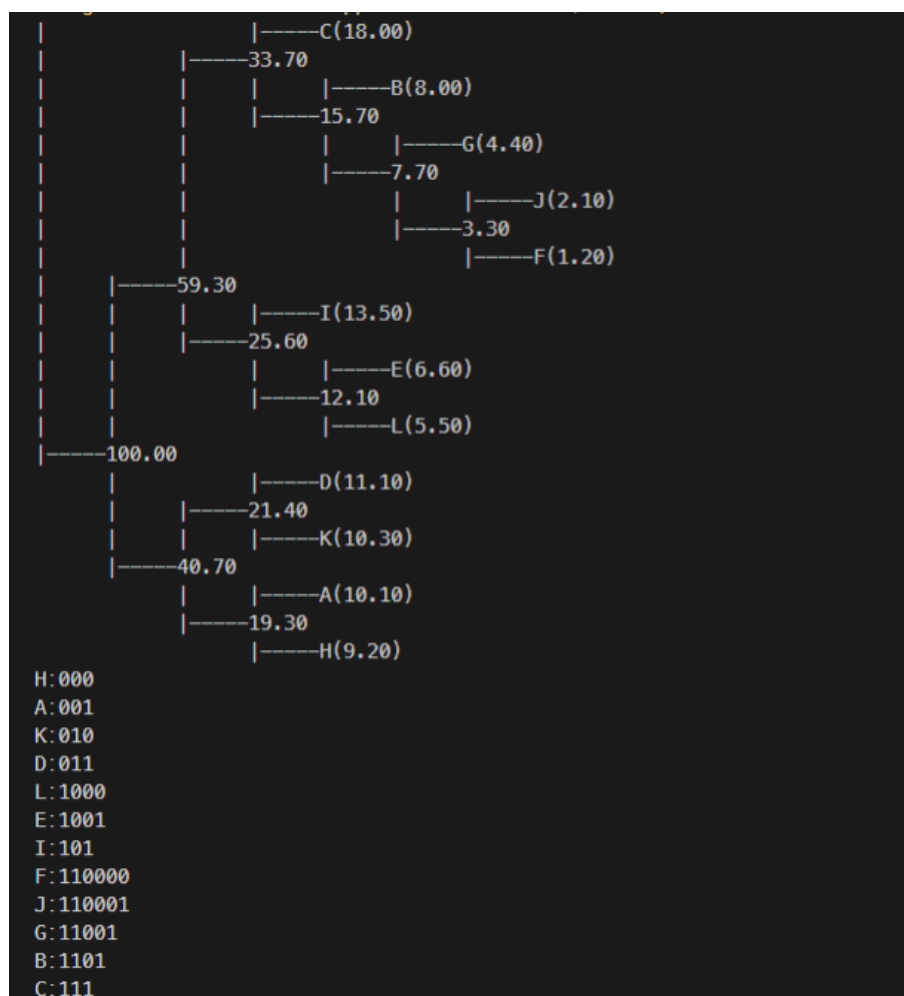 |                 |-----C(18.00)
|           |-----33.70
|           |     |     |-----B(8.00)
|           |     |-----15.70
|           |           |     |-----G(4.40)
|           |           |-----7.70
|           |                 |     |-----J(2.10)
|           |                 |-----3.30
|           |                       |-----F(1.20)
|     |-----59.30
|     |     |     |-----I(13.50)
|     |     |-----25.60
|     |           |     |-----E(6.60)
|     |           |-----12.10
|     |                 |-----L(5.50)
|-----100.00
      |           |-----D(11.10)
      |     |-----21.40
      |     |     |-----K(10.30)
      |-----40.70
            |     |-----A(10.10)
            |-----19.30
                  |-----H(9.20)
H:000
A:001
K:010
D:011
L:1000
E:1001
I:101
F:110000
J:110001
G:11001
B:1101
C:111